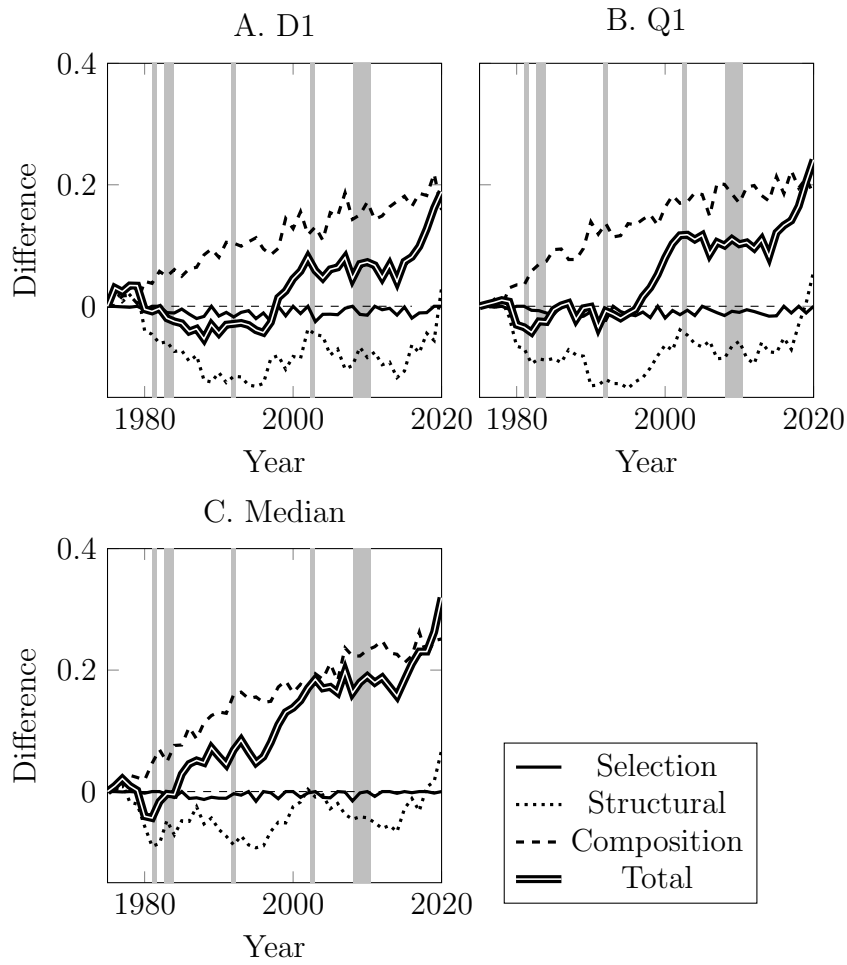 A. D1
B. Q1
0.4
0.2
0
Difference
1980 2000 2020
Year
1980 2000 2020
Year
C. Median
0.4
0.2
0
Difference
1980 2000 2020
Year
Selection
Structural
Composition
Total